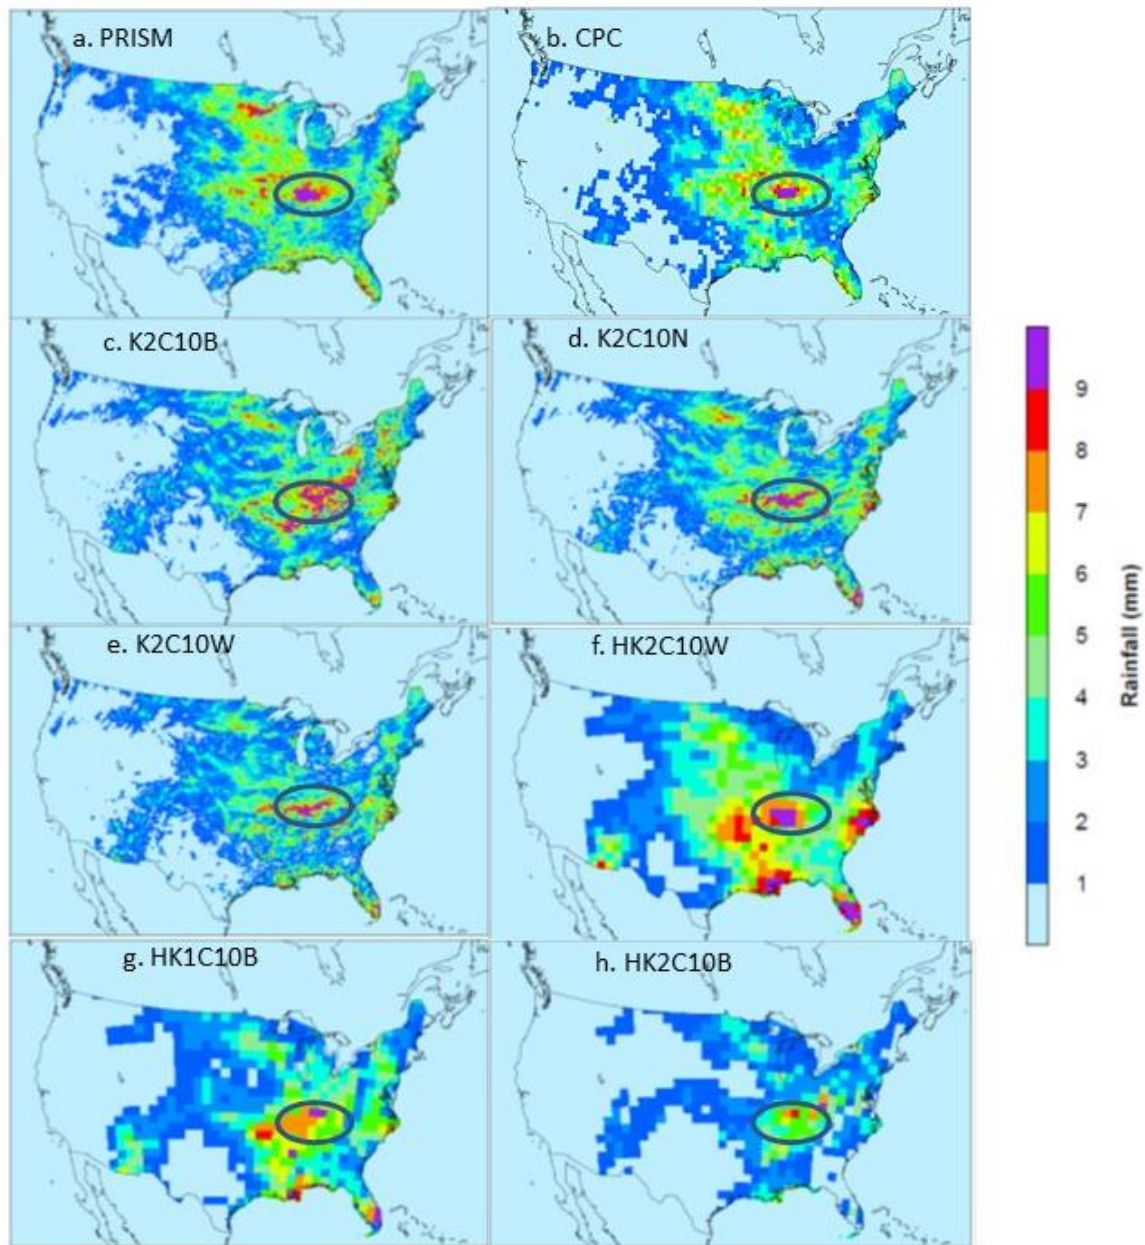 a. PRISM
b. CPC
c. K2C10B
d. K2C10N
e. K2C10W
f. HK2C10W
g. HK1C10B
h. HK2C10B
9
8
7
6
5
4
3
2
1
Rainfall (mm)